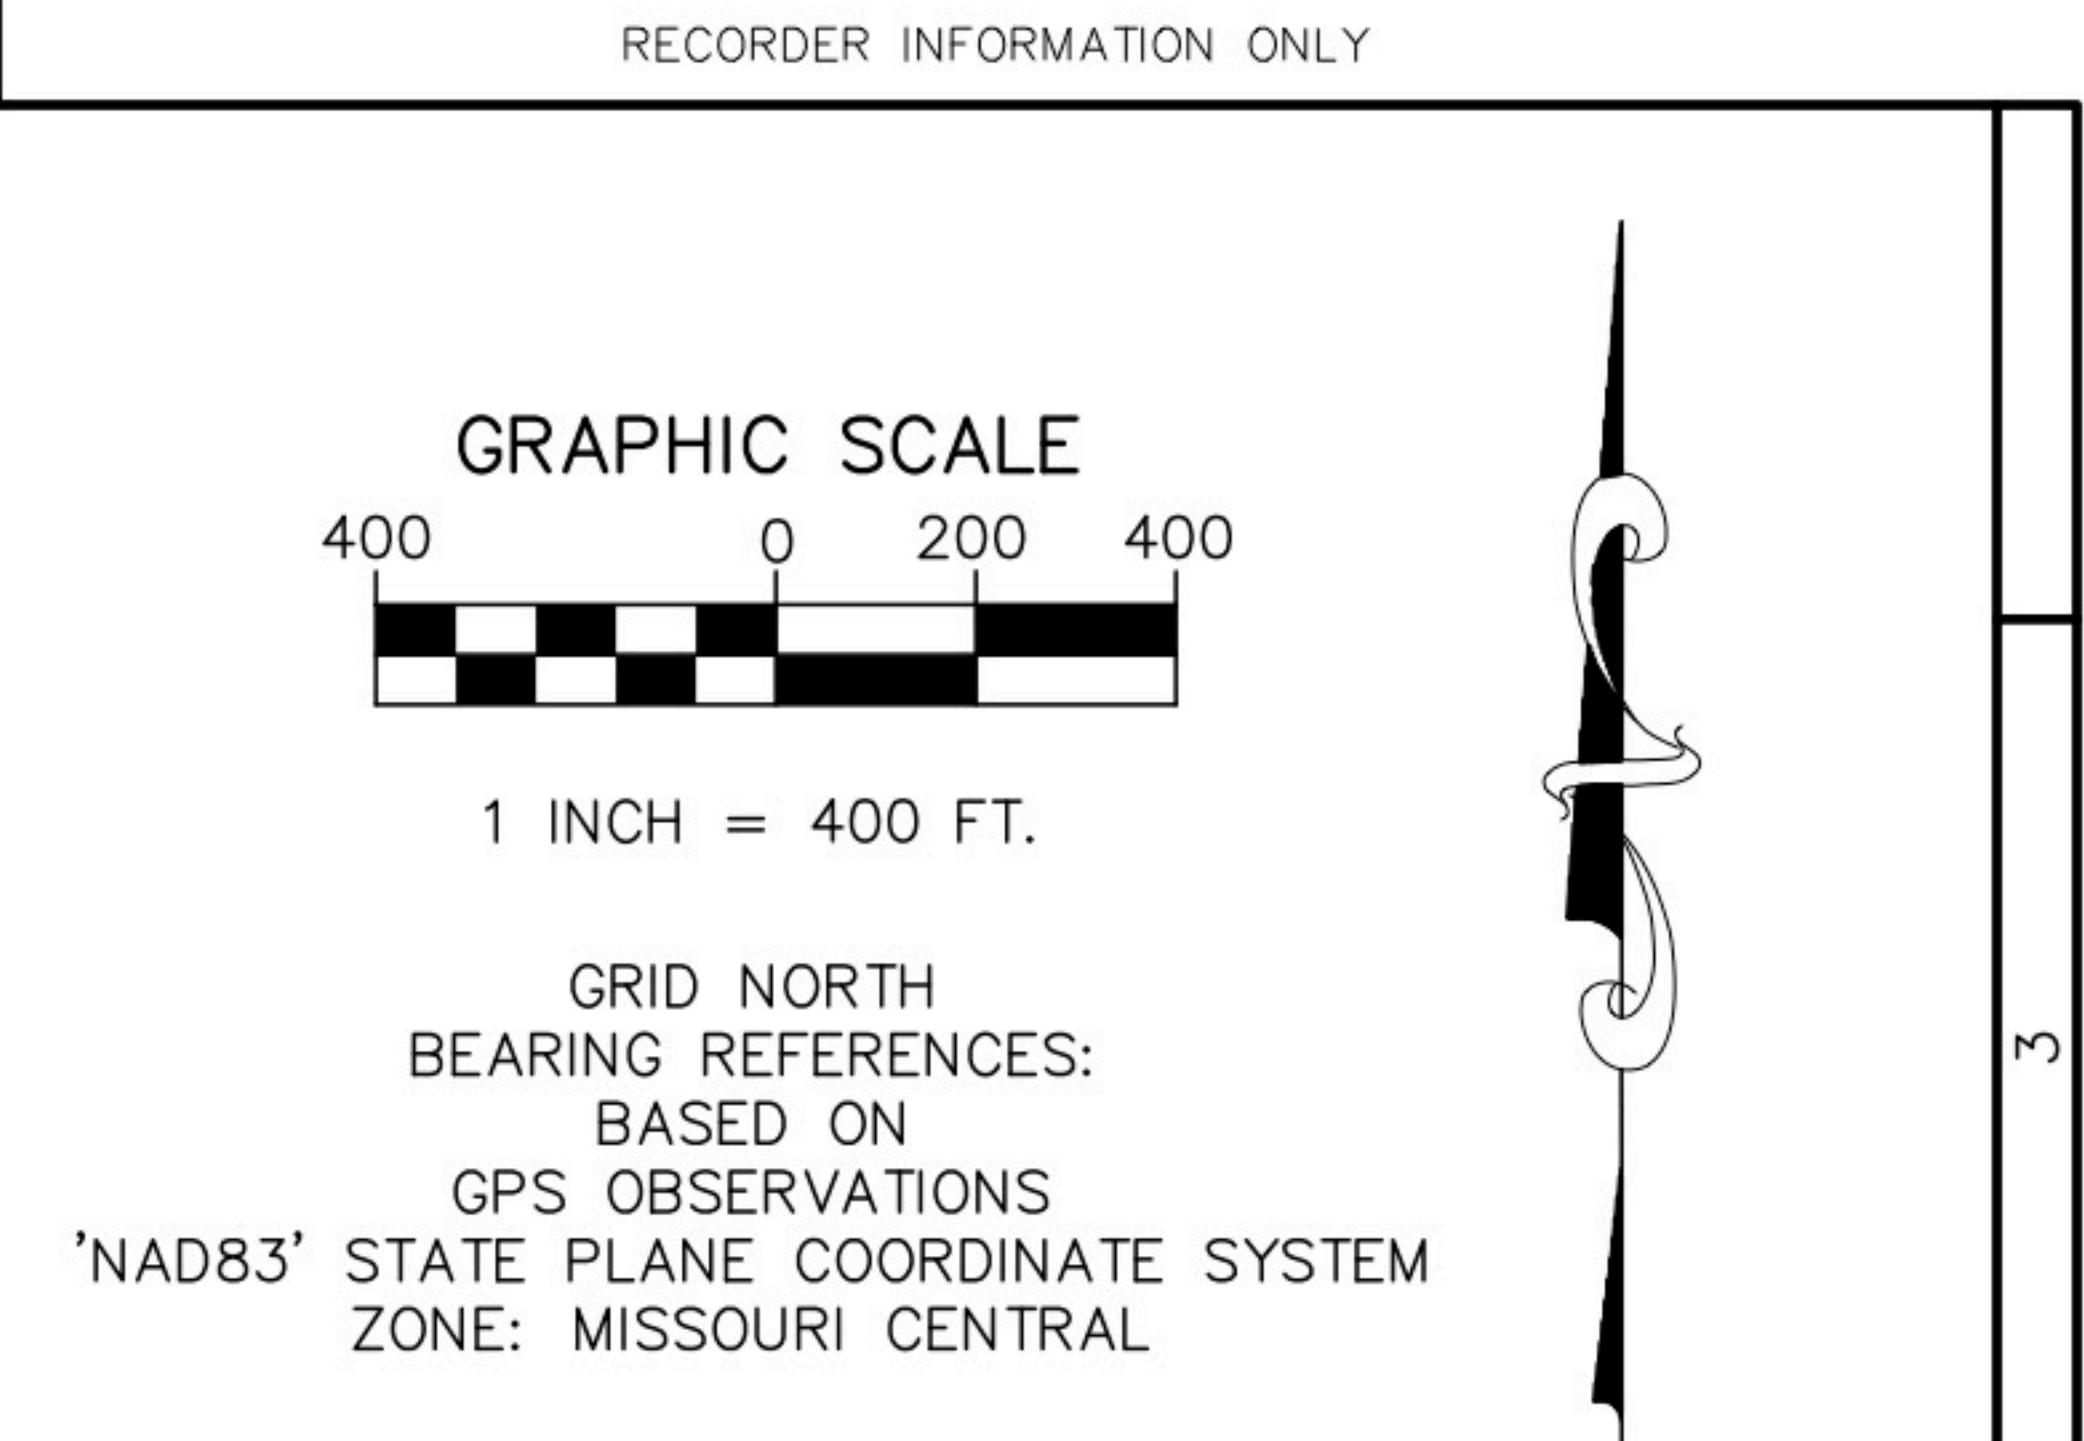 RECORDER INFORMATION ONLY
GRAPHIC SCALE
400 0 200 400
1 INCH = 400 FT.
GRID NORTH
BEARING REFERENCES:
BASED ON
GPS OBSERVATIONS
'NAD83' STATE PLANE COORDINATE SYSTEM
ZONE: MISSOURI CENTRAL
3